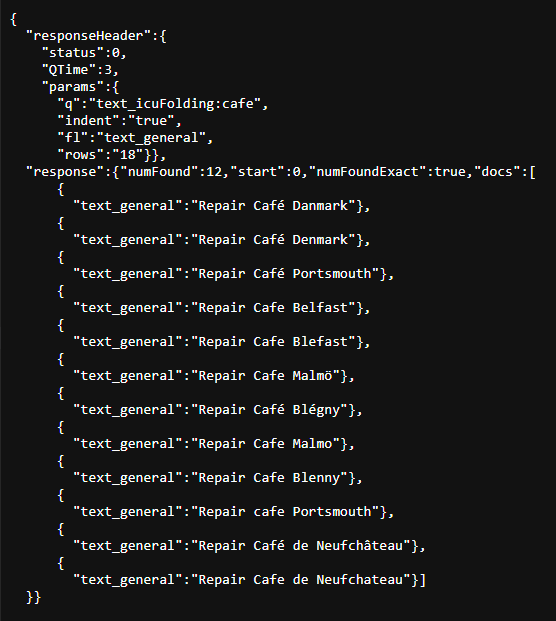 {
  "responseHeader":{
    "status":0,
    "QTime":3,
    "params":{
      "q":"text_icuFolding:cafe",
      "indent":"true",
      "fl":"text_general",
      "rows":"18"}},
  "response":{"numFound":12,"start":0,"numFoundExact":true,"docs":[
      {
        "text_general":"Repair Café Danmark"},
      {
        "text_general":"Repair Café Denmark"},
      {
        "text_general":"Repair Café Portsmouth"},
      {
        "text_general":"Repair Cafe Belfast"},
      {
        "text_general":"Repair Cafe Blefast"},
      {
        "text_general":"Repair Cafe Malmö"},
      {
        "text_general":"Repair Café Blégny"},
      {
        "text_general":"Repair Cafe Malmo"},
      {
        "text_general":"Repair Cafe Blenny"},
      {
        "text_general":"Repair cafe Portsmouth"},
      {
        "text_general":"Repair Café de Neufchâteau"},
      {
        "text_general":"Repair Cafe de Neufchateau"}]
  }}